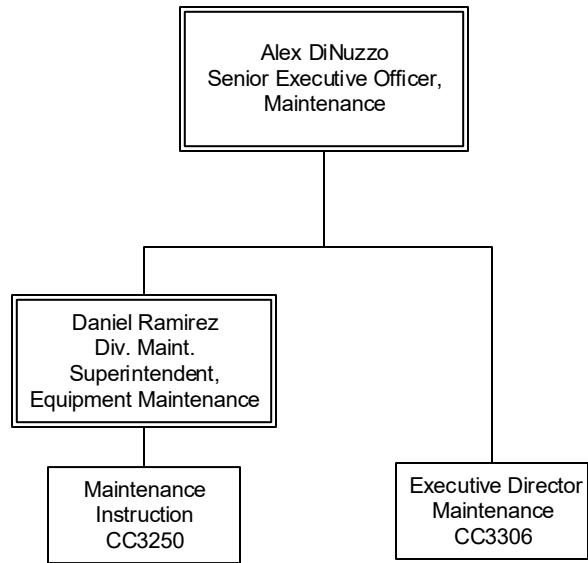 Alex DiNuzzo
Senior Executive Officer,
Maintenance
Daniel Ramirez
Div. Maint.
Superintendent,
Equipment Maintenance
Maintenance
Instruction
CC3250
Executive Director
Maintenance
CC3306